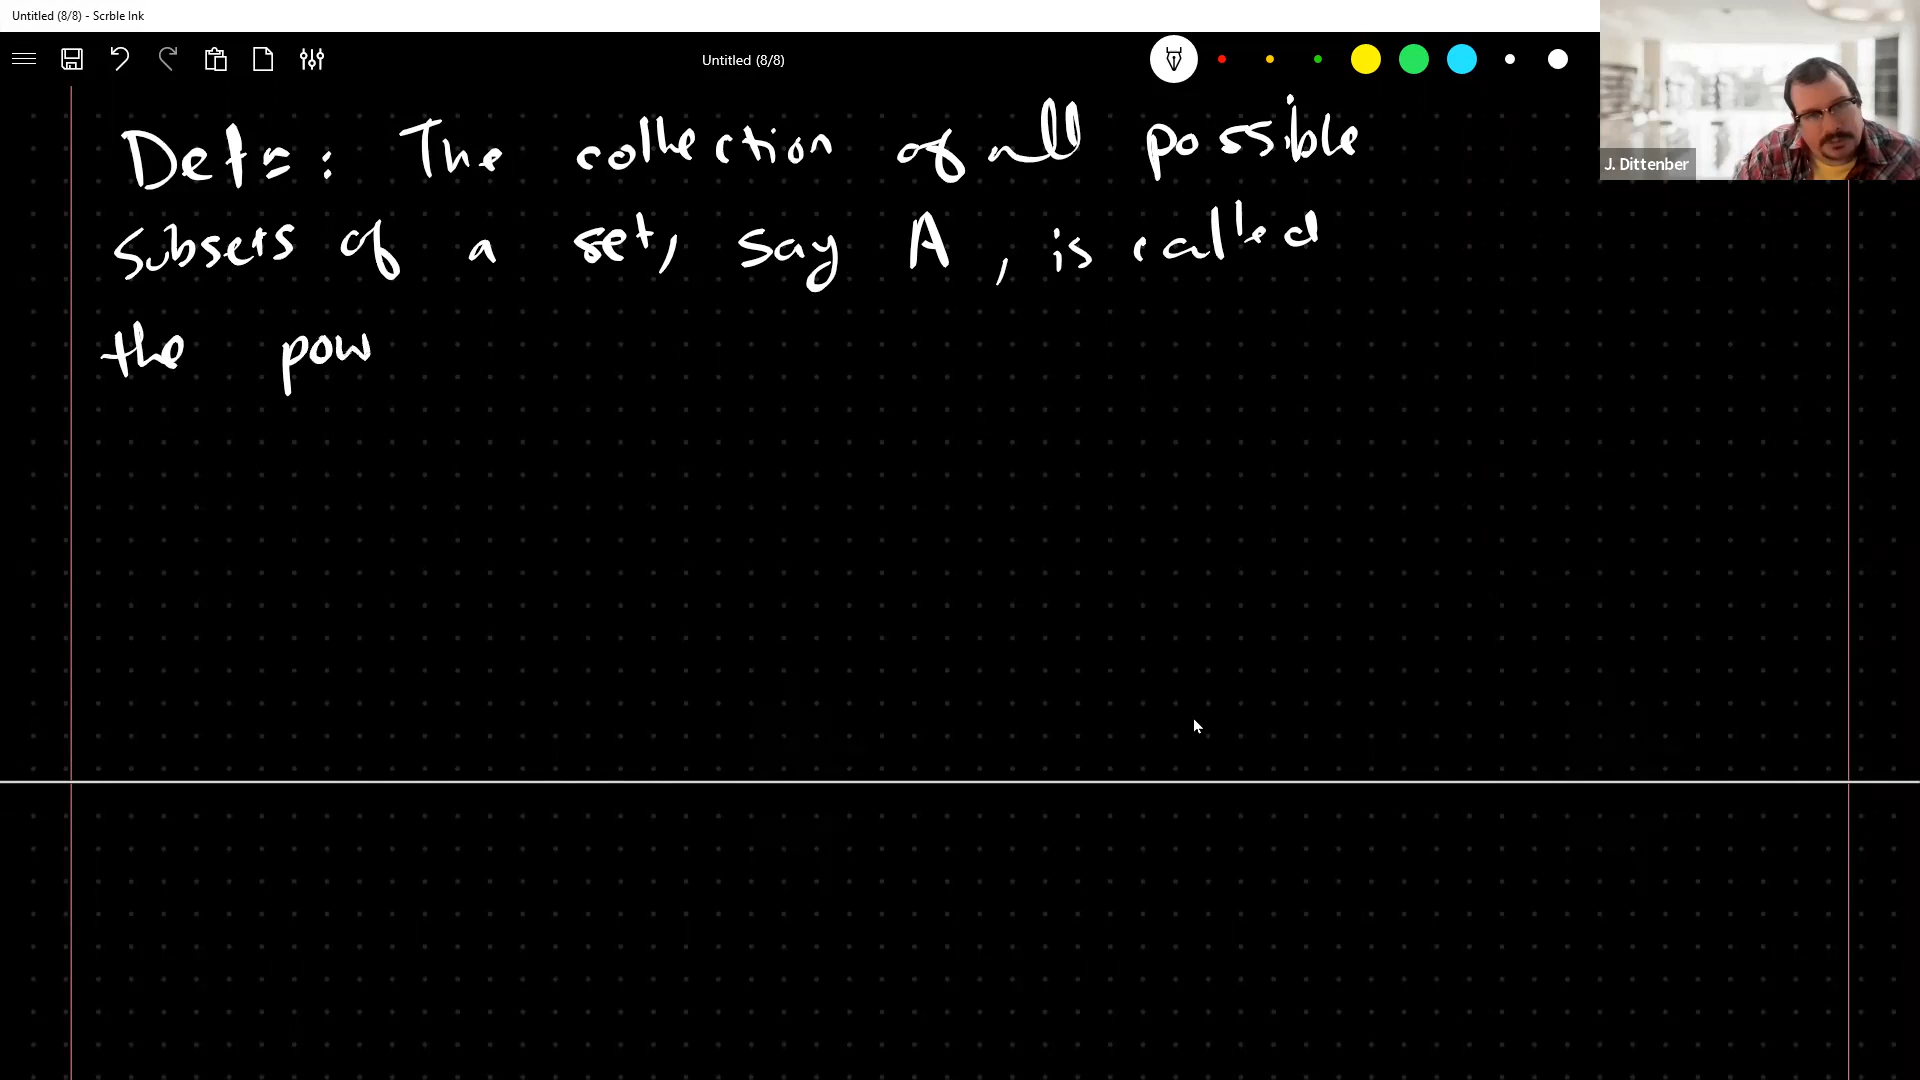 Untitled (8/8) - Scrble Ink
Untitled (8/8)
J. Dittenber
Defn: The collection of all possible
subsets of a set, say A, is called
the pow